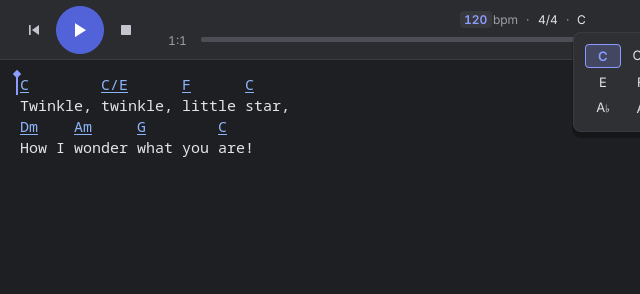 120 bpm · 4/4 · C
1:1
C
E
A♭
C C/E F C
Twinkle, twinkle, little star,
Dm Am G C
How I wonder what you are!